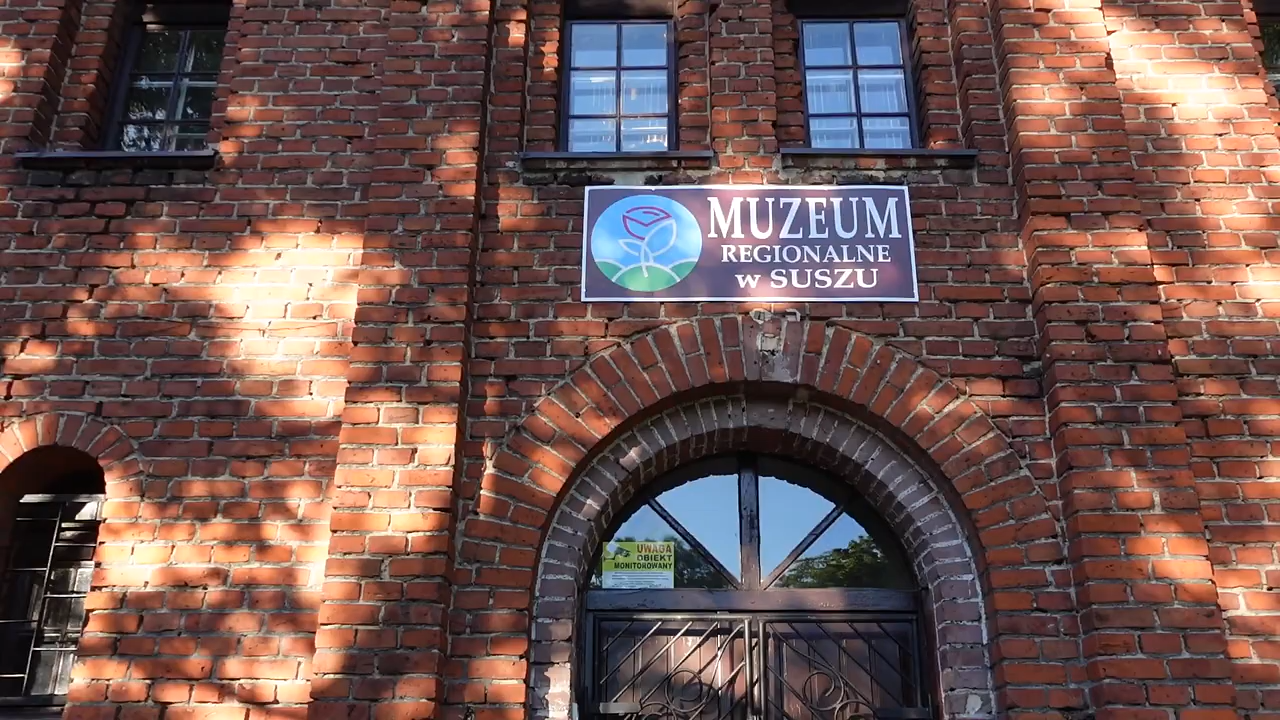 MUZEUM
REGIONALNE
w SUSZU
UWAGA
OBIEKT
MONITOROWANY